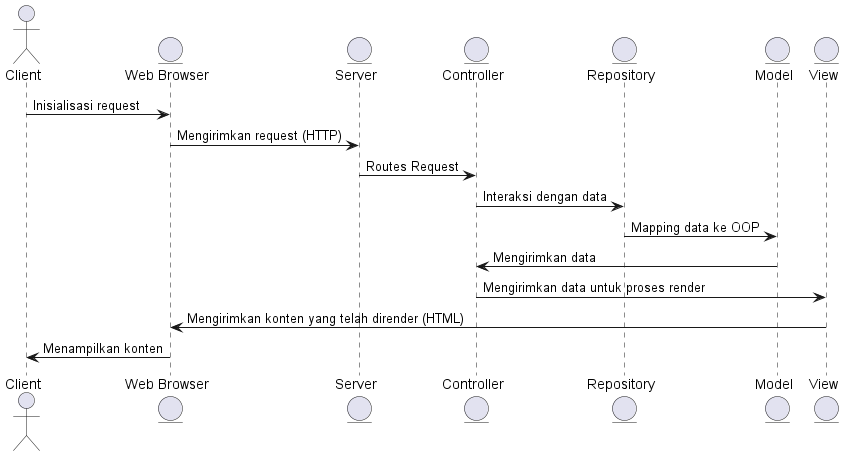 Client
Web Browser
Server
Controller
Repository
Model
View
Inisialisasi request
Mengirimkan request (HTTP)
Routes Request
Interaksi dengan data
Mapping data ke OOP
Mengirimkan data
Mengirimkan data untuk proses render
Mengirimkan konten yang telah dirender (HTML)
Menampilkan konten
Client
Web Browser
Server
Controller
Repository
Model
View